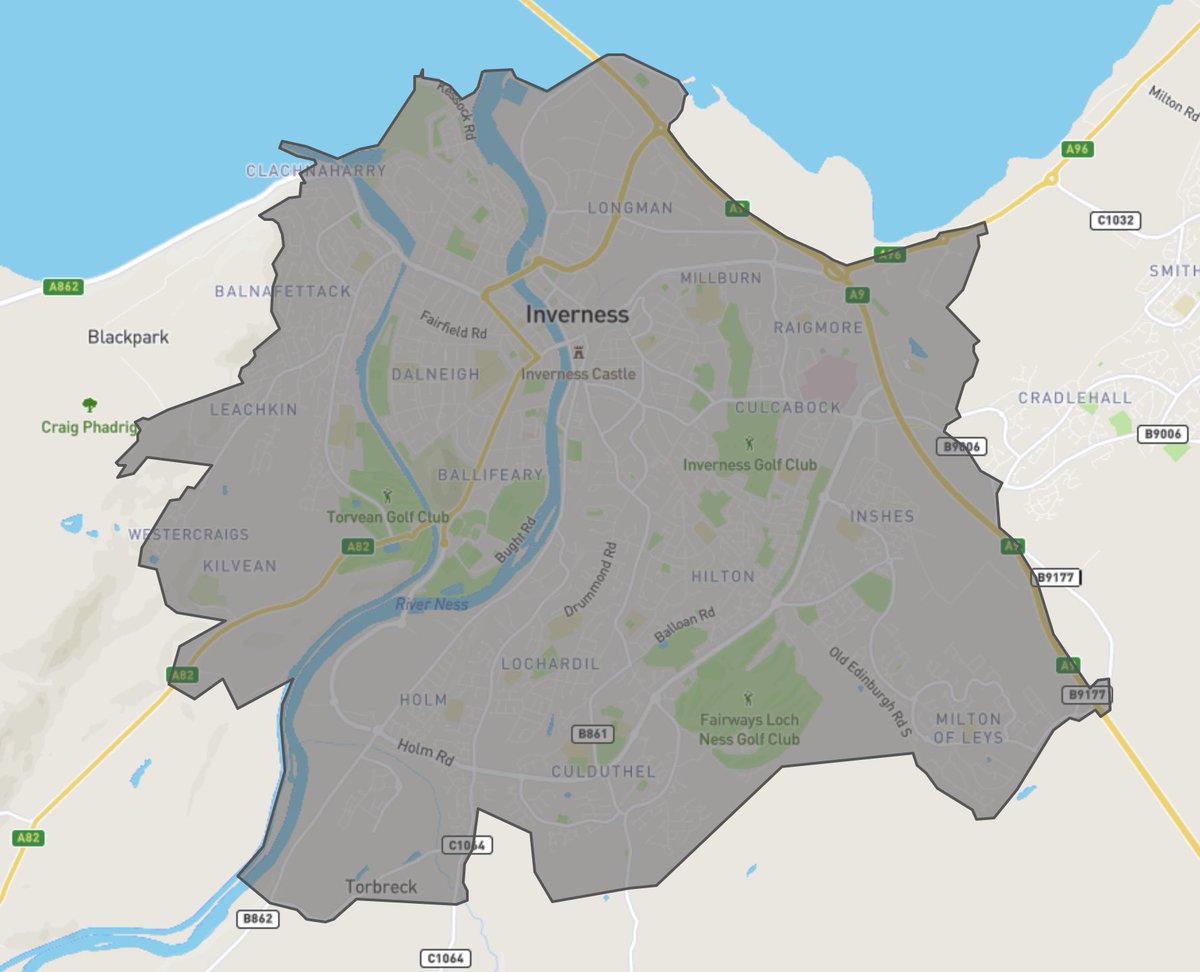 Milton Rd
A96
Kessock Rd
CLACHNAHARRY
LONGMAN
A9
C1032
A96
SMITH
A862
BALNAFETTACK
MILLBURN
A9
Inverness
Blackpark
Fairfield Rd
RAIGMORE
DALNEIGH
Inverness Castle
CRADLEHALL
LEACHKIN
CULCABOCK
Craig Phadrig
B9006
B9006
BALLIFEARY
Inverness Golf Club
Torvean Golf Club
INSHES
WESTERCRAIGS
A82
Bught Rd
A9
KILVEAN
HILTON
B9177
Drummond Rd
River Ness
Balloan Rd
LOCHARDIL
A82
A9
Old Edinburgh Rd S
HOLM
B9177
Fairways Loch
Ness Golf Club
MILTON
OF LEYS
B861
Holm Rd
CULDUTHEL
A82
C1064
Torbreck
B862
C1064